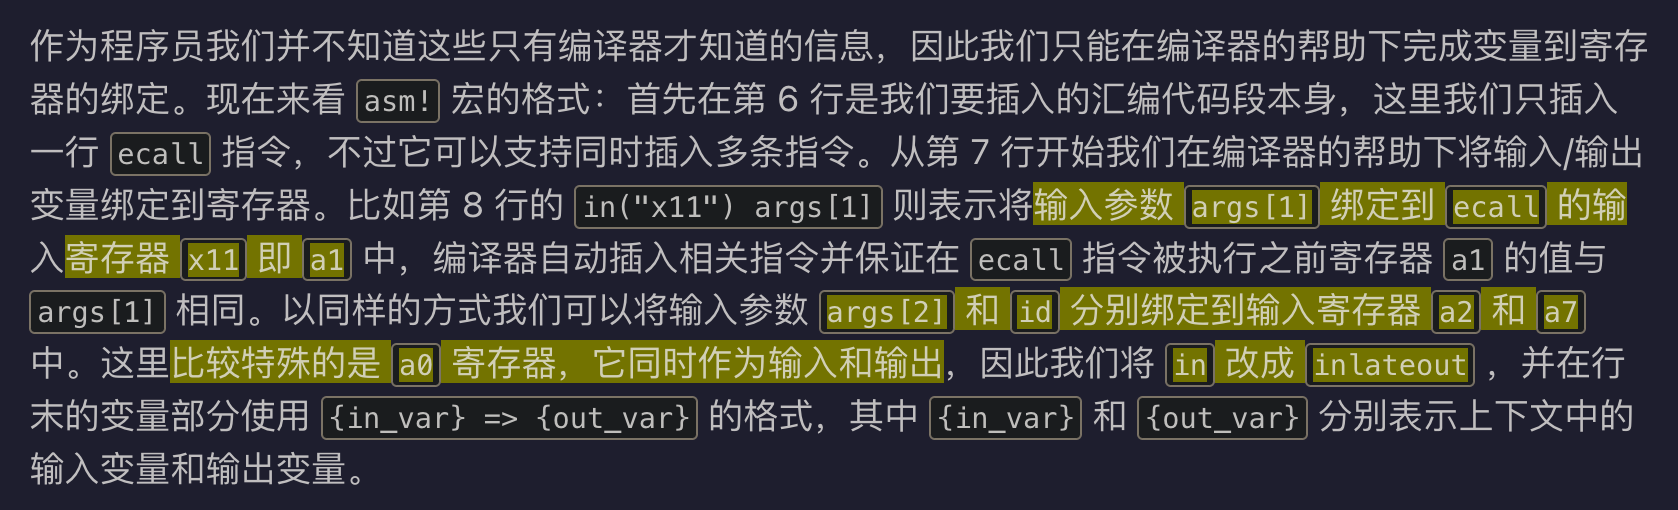 作为程序员我们并不知道这些只有编译器才知道的信息，因此我们只能在编译器的帮助下完成变量到寄存
器的绑定。现在来看 asm! 宏的格式：首先在第 6 行是我们要插入的汇编代码段本身，这里我们只插入
一行 ecall 指令，不过它可以支持同时插入多条指令。从第 7 行开始我们在编译器的帮助下将输入/输出
变量绑定到寄存器。比如第 8 行的 in("x11") args[1] 则表示将输入参数 args[1] 绑定到 ecall 的输
入寄存器 x11 即 a1 中，编译器自动插入相关指令并保证在 ecall 指令被执行之前寄存器 a1 的值与
args[1] 相同。以同样的方式我们可以将输入参数 args[2] 和 id 分别绑定到输入寄存器 a2 和 a7
中。这里比较特殊的是 a0 寄存器，它同时作为输入和输出，因此我们将 in 改成 inlateout ，并在行
末的变量部分使用 {in_var} => {out_var} 的格式，其中 {in_var} 和 {out_var} 分别表示上下文中的
输入变量和输出变量。